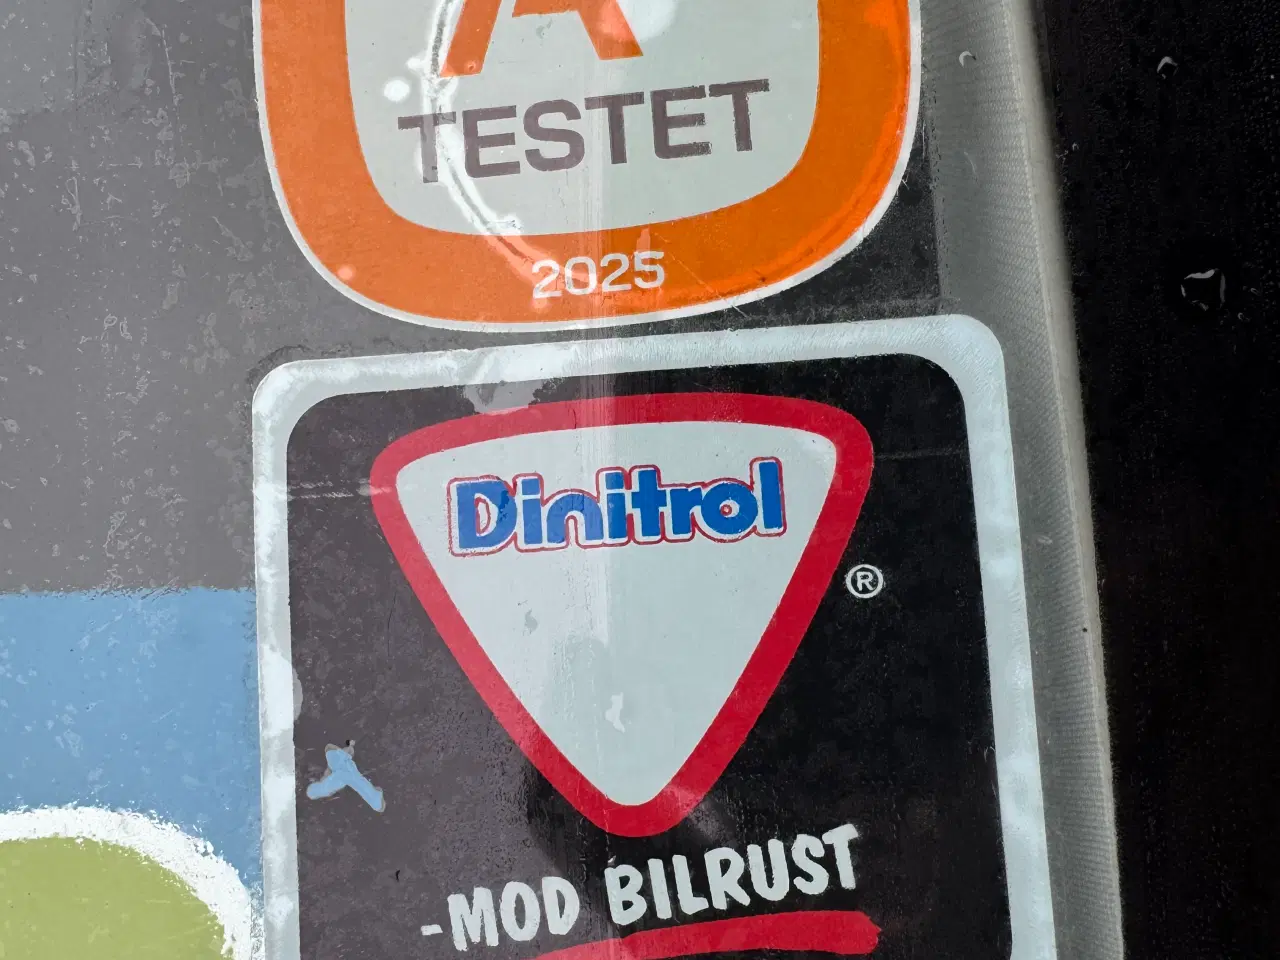 A
TESTET
2025
Dinitrol
®
-MOD BILRUST